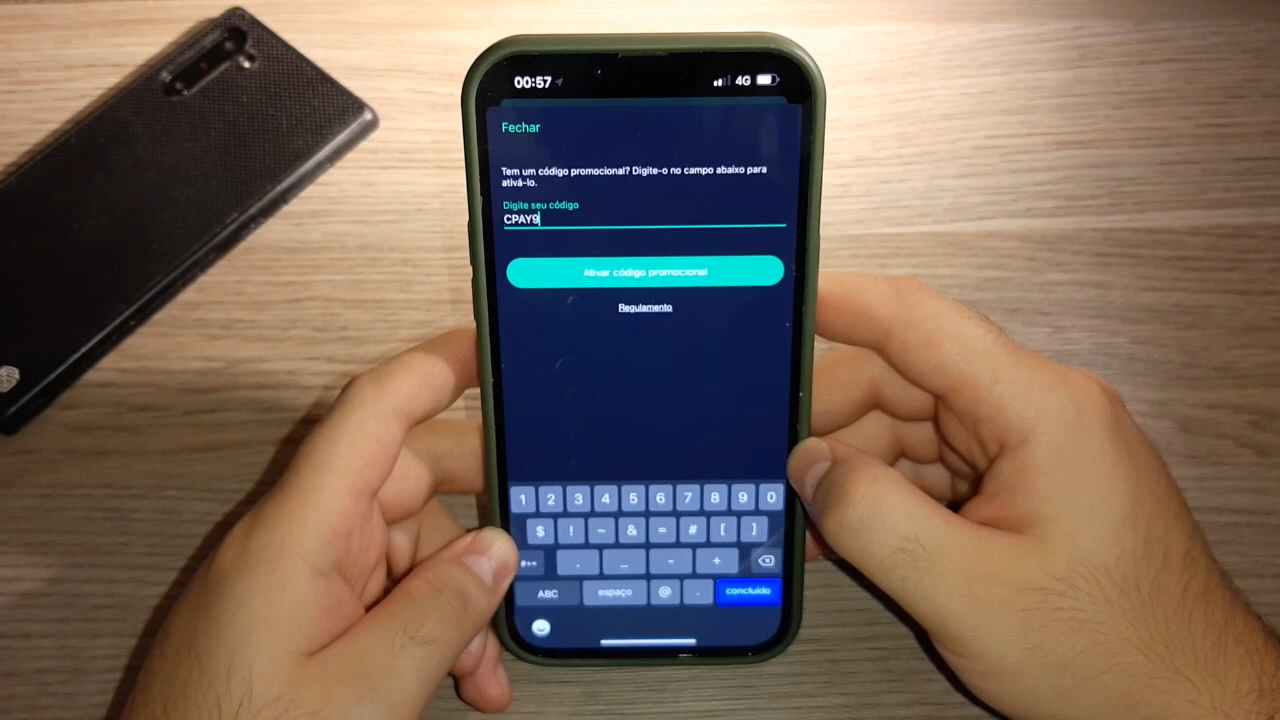 00:57
4G
Fechar
Tem um código promocional? Digite-o no campo abaixo para
ativá-lo.
Digite seu código
CPAY9
Ativar código promocional
Regulamento
1 2 3 4 5 6 7 8 9 0
$ ! ~ & = # [ ]
#+= . _ - +
ABC espaço @ . concluído